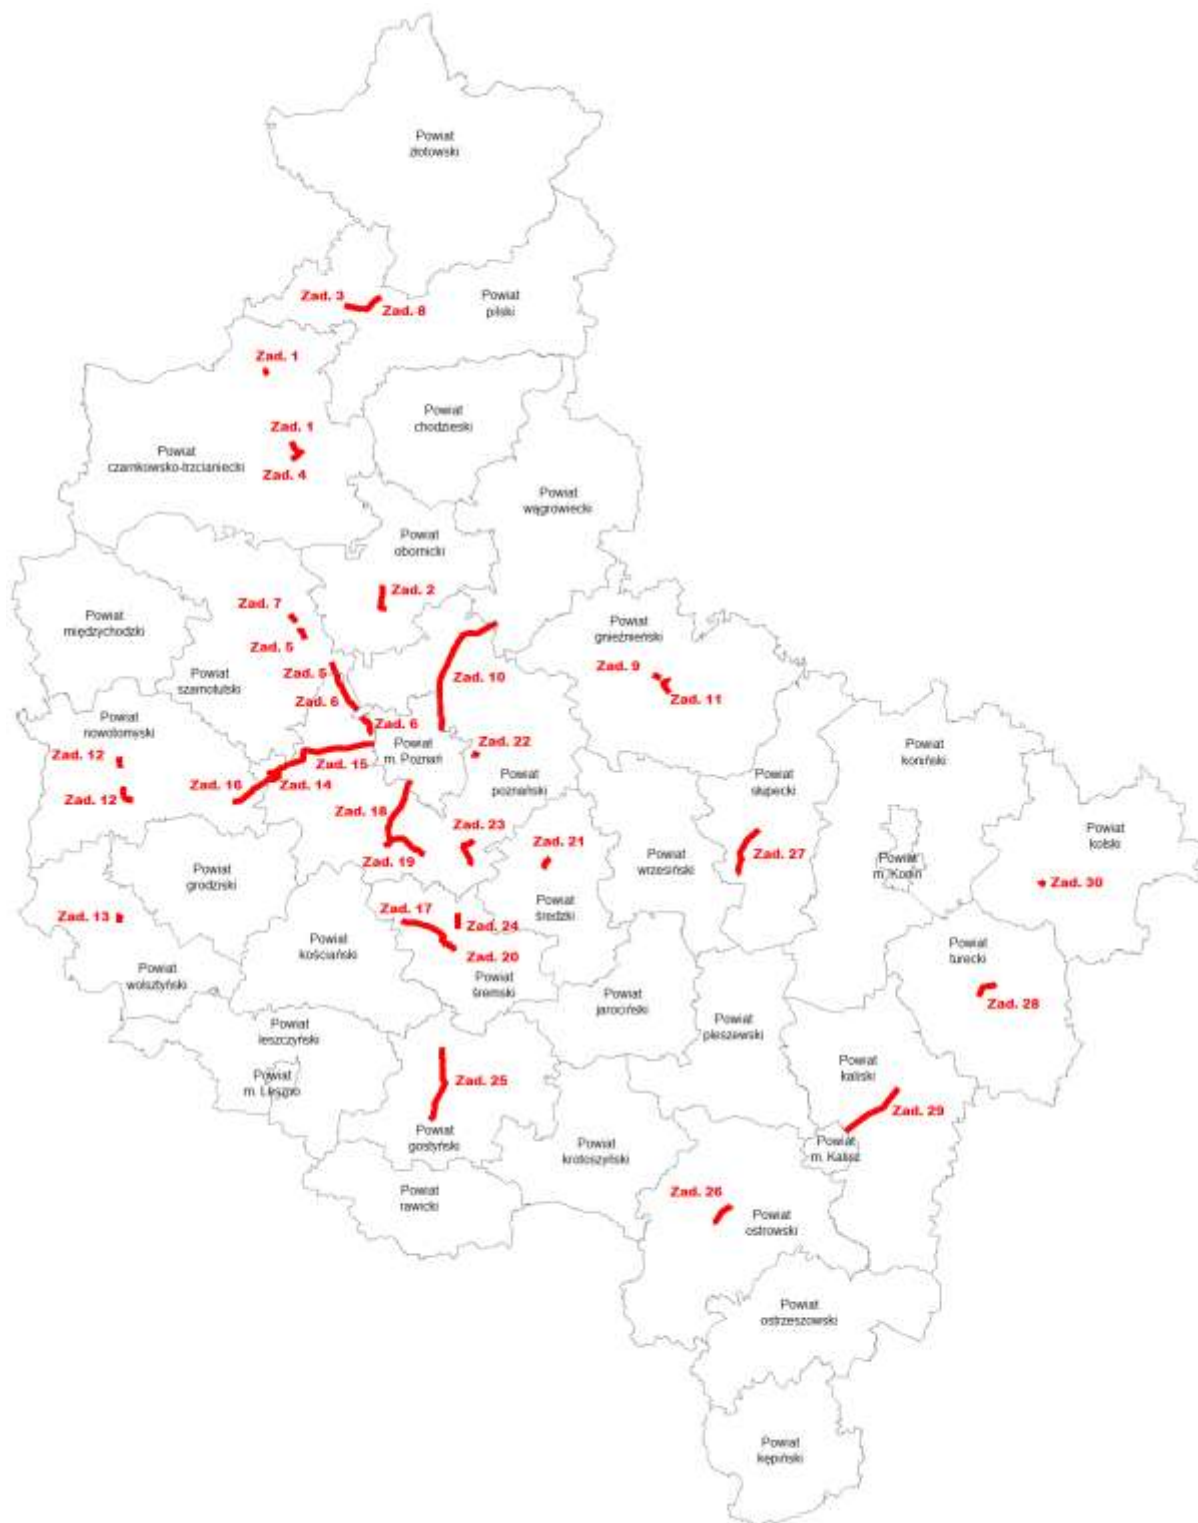 Powiat
złotowski
Zad. 3
Zad. 8
Powiat
pilski
Zad. 1
Powiat
chodzieski
Zad. 1
Powiat
czarnkowsko-trzcianecki
Zad. 4
Powiat
wągrowiecki
Powiat
obornicki
Zad. 2
Zad. 7
Powiat
międzychodzki
Powiat
gnieźnieński
Zad. 5
Powiat
szamotulski
Zad. 5
Zad. 10
Zad. 9
Zad. 11
Zad. 6
Zad. 6
Powiat
nowotomyski
Zad. 12
Powiat
m. Poznań
Zad. 22
Zad. 15
Zad. 16
Zad. 14
Zad. 12
Powiat
poznański
Powiat
koniński
Powiat
słupecki
Zad. 18
Zad. 23
Zad. 21
Zad. 19
Zad. 27
Powiat
kolski
Powiat
grodziski
Powiat
wrzesiński
Powiat
m. Konin
Zad. 30
Zad. 13
Zad. 17
Zad. 24
Powiat
średzki
Powiat
kościański
Zad. 20
Powiat
turecki
Powiat
wolsztyński
Powiat
śremski
Powiat
jarociński
Zad. 28
Powiat
leszczyński
Powiat
pleszewski
Powiat
m. Leszno
Zad. 25
Powiat
kaliski
Zad. 29
Powiat
gostyński
Powiat
krotoszyński
Powiat
m. Kalisz
Powiat
rawicki
Zad. 26
Powiat
ostrowski
Powiat
ostrzeszowski
Powiat
kępiński